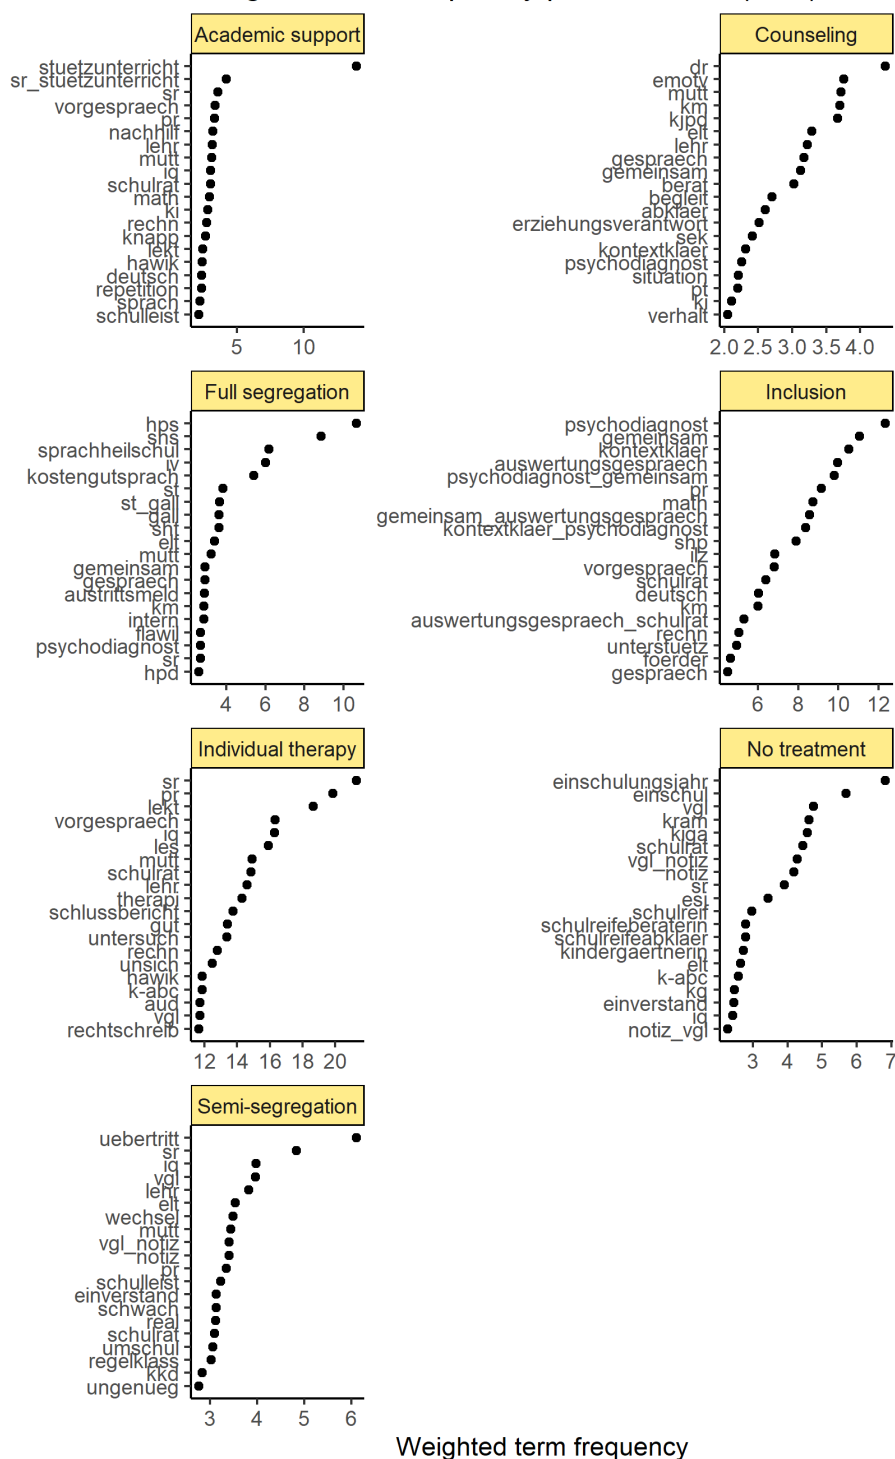 Academic support
stuetzunterricht
sr_stuetzunterricht
sr
vorgespraech
pr
nachhilf
lehr
mutt
iq
schulrat
math
ki
rechn
knapp
lekt
hawik
deutsch
repetition
sprach
schulleist
5 10
Counseling
dr
emotv
mutt
km
kjpd
elt
lehr
gespraech
gemeinsam
berat
begleit
abklaer
erziehungsverantwort
sek
kontextklaer
psychodiagnost
situation
pt
ki
verhalt
2.0 2.5 3.0 3.5 4.0
Full segregation
hps
shs
sprachheilschul
iv
kostengutsprach
st
st_gall
gall
sht
elt
mutt
gemeinsam
gespraech
austrittsmeld
km
intern
flawil
psychodiagnost
sr
hpd
4 6 8 10
Inclusion
psychodiagnost
gemeinsam
kontextklaer
auswertungsgespraech
psychodiagnost_gemeinsam
pr
math
gemeinsam_auswertungsgespraech
kontextklaer_psychodiagnost
shp
ilz
vorgespraech
schulrat
deutsch
km
auswertungsgespraech_schulrat
rechn
unterstuetz
foerder
gespraech
6 8 10 12
Individual therapy
sr
pr
lekt
vorgespraech
iq
les
mutt
schulrat
lehr
therapi
schlussbericht
gut
untersuch
rechn
unsich
hawik
k-abc
aud
vgl
rechtschreib
12 14 16 18 20
No treatment
einschulungsjahr
einschul
vgl
kram
kiga
schulrat
vgl_notiz
notiz
sr
esj
schulreif
schulreifeberaterin
schulreifeabklaer
kindergaertnerin
elt
k-abc
kg
einverstand
iq
notiz_vgl
3 4 5 6 7
Semi-segregation
uebertritt
sr
iq
vgl
lehr
elt
wechsel
mutt
vgl_notiz
notiz
pr
schulleist
einverstand
schwach
real
schulrat
umschul
regelklass
kkd
ungenueg
3 4 5 6
Weighted term frequency